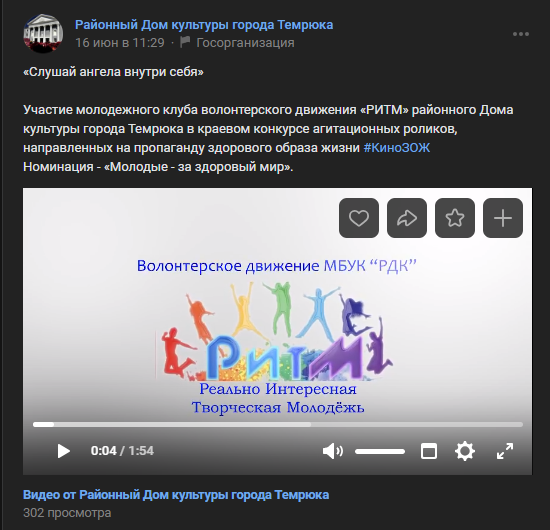 Районный Дом культуры города Темрюка
16 июн в 11:29 · Госорганизация
«Слушай ангела внутри себя»
Участие молодежного клуба волонтерского движения «РИТМ» районного Дома
культуры города Темрюка в краевом конкурсе агитационных роликов,
направленных на пропаганду здорового образа жизни #КиноЗОЖ
Номинация - «Молодые - за здоровый мир».
Волонтерское движение МБУК “РДК”
РИТМ
Реально Интересная
Творческая Молодёжь
0:04 / 1:54
Видео от Районный Дом культуры города Темрюка
302 просмотра